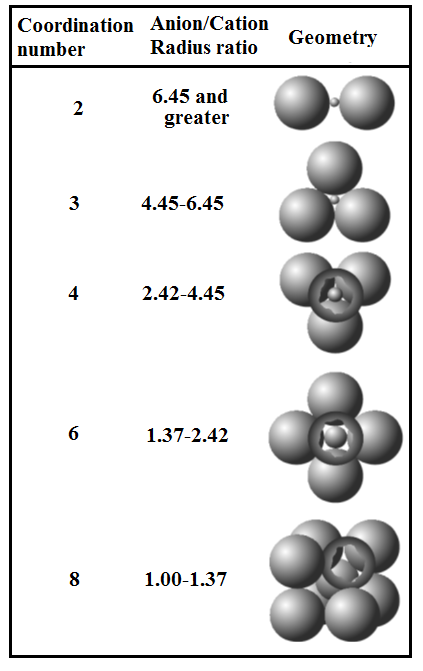 Coordination number
Anion/Cation Radius ratio
Geometry
2
6.45 and greater
3
4.45-6.45
4
2.42-4.45
6
1.37-2.42
8
1.00-1.37